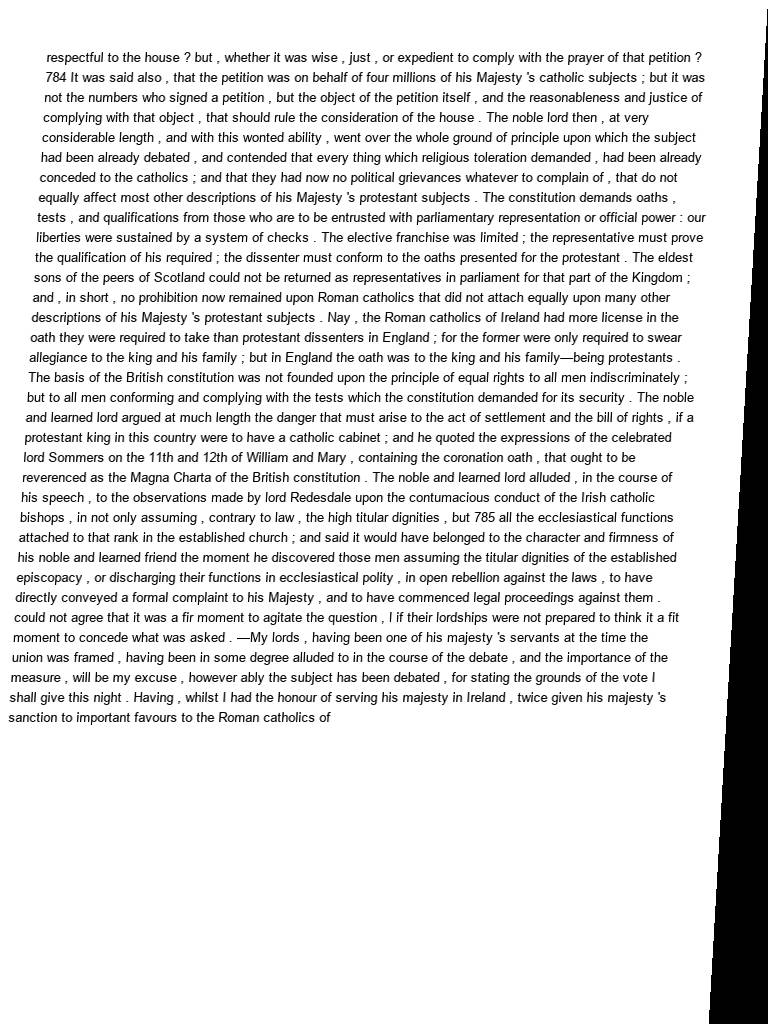 respectful to the house ? but , whether it was wise , just , or expedient to comply with the prayer of that petition ?
784 It was said also , that the petition was on behalf of four millions of his Majesty 's catholic subjects ; but it was
not the numbers who signed a petition , but the object of the petition itself , and the reasonableness and justice of
complying with that object , that should rule the consideration of the house . The noble lord then , at very
considerable length , and with this wonted ability , went over the whole ground of principle upon which the subject
had been already debated , and contended that every thing which religious toleration demanded , had been already
conceded to the catholics ; and that they had now no political grievances whatever to complain of , that do not
equally affect most other descriptions of his Majesty 's protestant subjects . The constitution demands oaths ,
tests , and qualifications from those who are to be entrusted with parliamentary representation or official power : our
liberties were sustained by a system of checks . The elective franchise was limited ; the representative must prove
the qualification of his required ; the dissenter must conform to the oaths presented for the protestant . The eldest
sons of the peers of Scotland could not be returned as representatives in parliament for that part of the Kingdom ;
and , in short , no prohibition now remained upon Roman catholics that did not attach equally upon many other
descriptions of his Majesty 's protestant subjects . Nay , the Roman catholics of Ireland had more license in the
oath they were required to take than protestant dissenters in England ; for the former were only required to swear
allegiance to the king and his family ; but in England the oath was to the king and his family—being protestants .
The basis of the British constitution was not founded upon the principle of equal rights to all men indiscriminately ;
but to all men conforming and complying with the tests which the constitution demanded for its security . The noble
and learned lord argued at much length the danger that must arise to the act of settlement and the bill of rights , if a
protestant king in this country were to have a catholic cabinet ; and he quoted the expressions of the celebrated
lord Sommers on the 11th and 12th of William and Mary , containing the coronation oath , that ought to be
reverenced as the Magna Charta of the British constitution . The noble and learned lord alluded , in the course of
his speech , to the observations made by lord Redesdale upon the contumacious conduct of the Irish catholic
bishops , in not only assuming , contrary to law , the high titular dignities , but 785 all the ecclesiastical functions
attached to that rank in the established church ; and said it would have belonged to the character and firmness of
his noble and learned friend the moment he discovered those men assuming the titular dignities of the established
episcopacy , or discharging their functions in ecclesiastical polity , in open rebellion against the laws , to have
directly conveyed a formal complaint to his Majesty , and to have commenced legal proceedings against them .
could not agree that it was a fir moment to agitate the question , I if their lordships were not prepared to think it a fit
moment to concede what was asked . —My lords , having been one of his majesty 's servants at the time the
union was framed , having been in some degree alluded to in the course of the debate , and the importance of the
measure , will be my excuse , however ably the subject has been debated , for stating the grounds of the vote I
shall give this night . Having , whilst I had the honour of serving his majesty in Ireland , twice given his majesty 's
sanction to important favours to the Roman catholics of